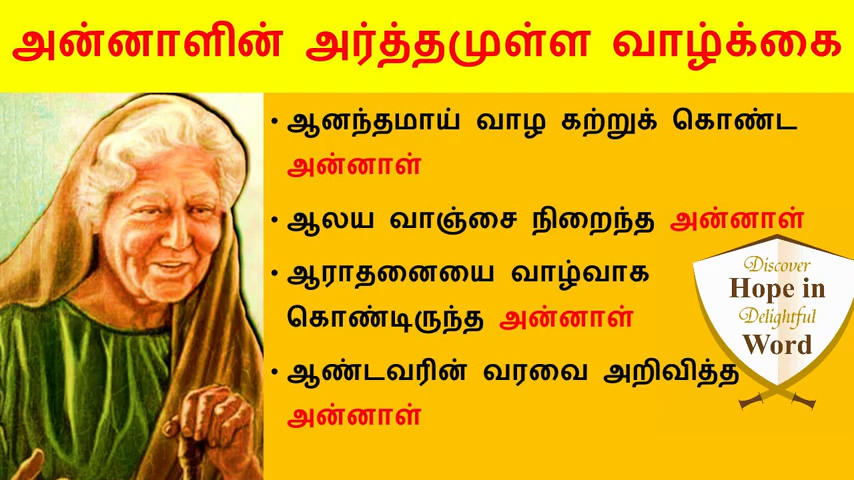 அன்னாளின் அர்த்தமுள்ள வாழ்க்கை
• ஆனந்தமாய் வாழ கற்றுக் கொண்ட
அன்னாள்
• ஆலய வாஞ்சை நிறைந்த அன்னாள்
• ஆராதனையை வாழ்வாக
கொண்டிருந்த அன்னாள்
• ஆண்டவரின் வரவை அறிவித்த
அன்னாள்
Discover
Hope in
Delightful
Word